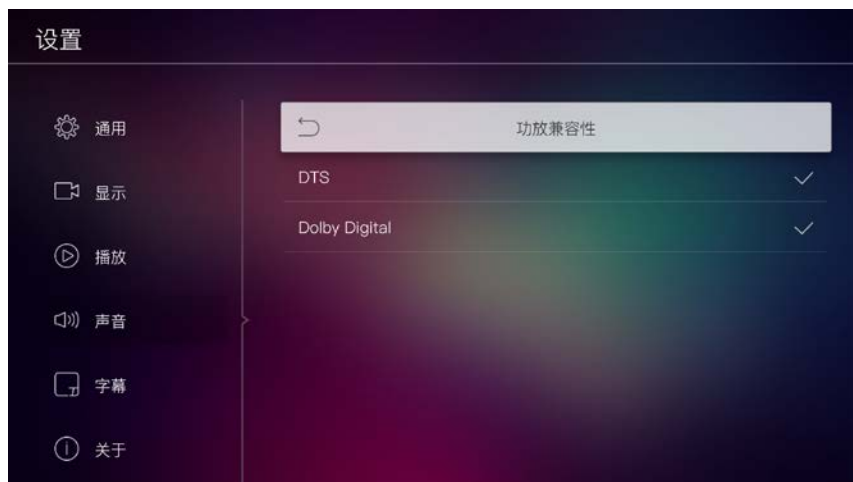 设置
通用
显示
播放
声音
字幕
关于
功放兼容性
DTS
Dolby Digital